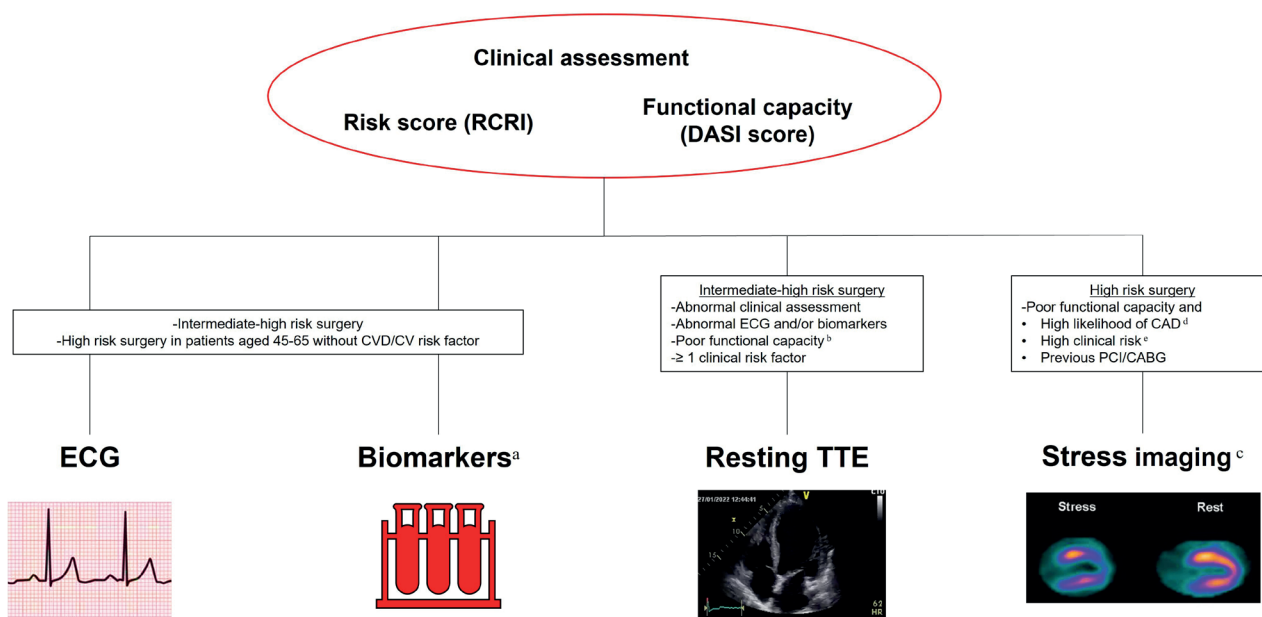 Clinical assessment
Risk score (RCRI)
Functional capacity
(DASI score)
-Intermediate-high risk surgery
-High risk surgery in patients aged 45-65 without CVD/CV risk factor
Intermediate-high risk surgery
-Abnormal clinical assessment
-Abnormal ECG and/or biomarkers
-Poor functional capacity b
-≥ 1 clinical risk factor
High risk surgery
-Poor functional capacity and
• High likelihood of CAD d
• High clinical risk e
• Previous PCI/CABG
ECG
Biomarkers a
Resting TTE
Stress imaging c
27/01/2022 12:44:41
V
10
15
62
HR
Stress
Rest